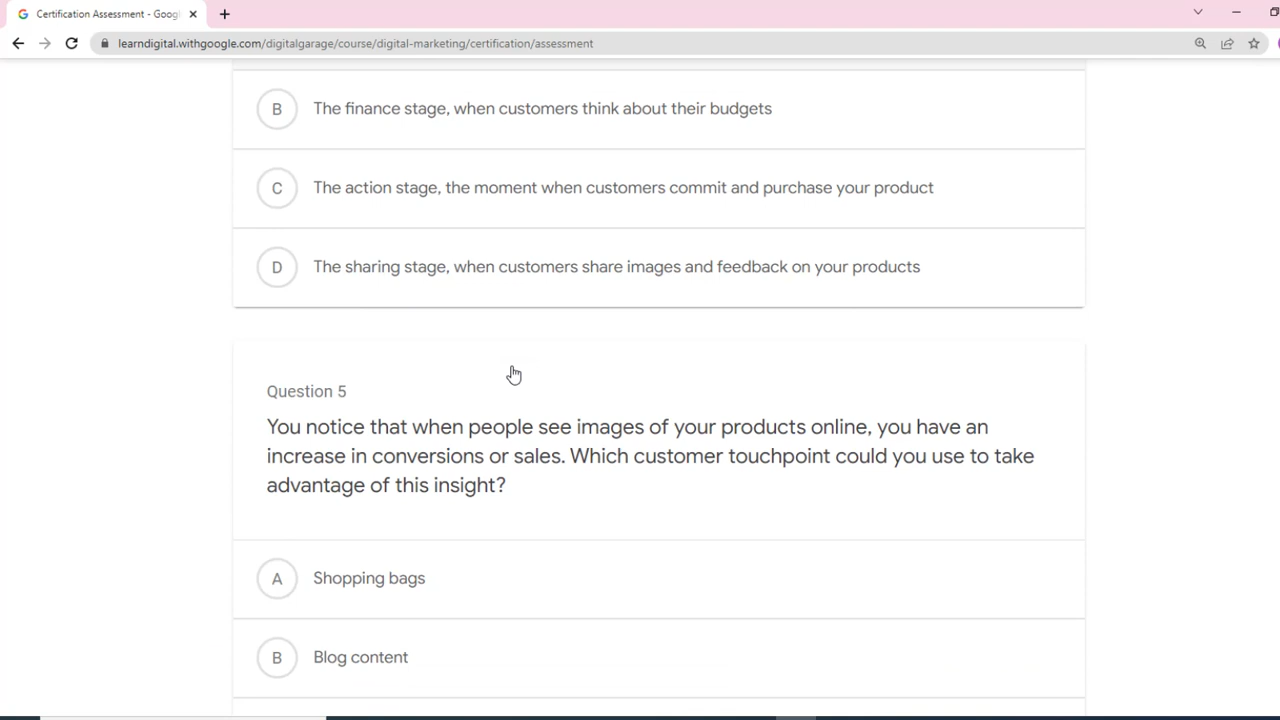 Certification Assessment - Goog
learndigital.withgoogle.com/digitalgarage/course/digital-marketing/certification/assessment
B The finance stage, when customers think about their budgets
C The action stage, the moment when customers commit and purchase your product
D The sharing stage, when customers share images and feedback on your products
Question 5
You notice that when people see images of your products online, you have an
increase in conversions or sales. Which customer touchpoint could you use to take
advantage of this insight?
A Shopping bags
B Blog content